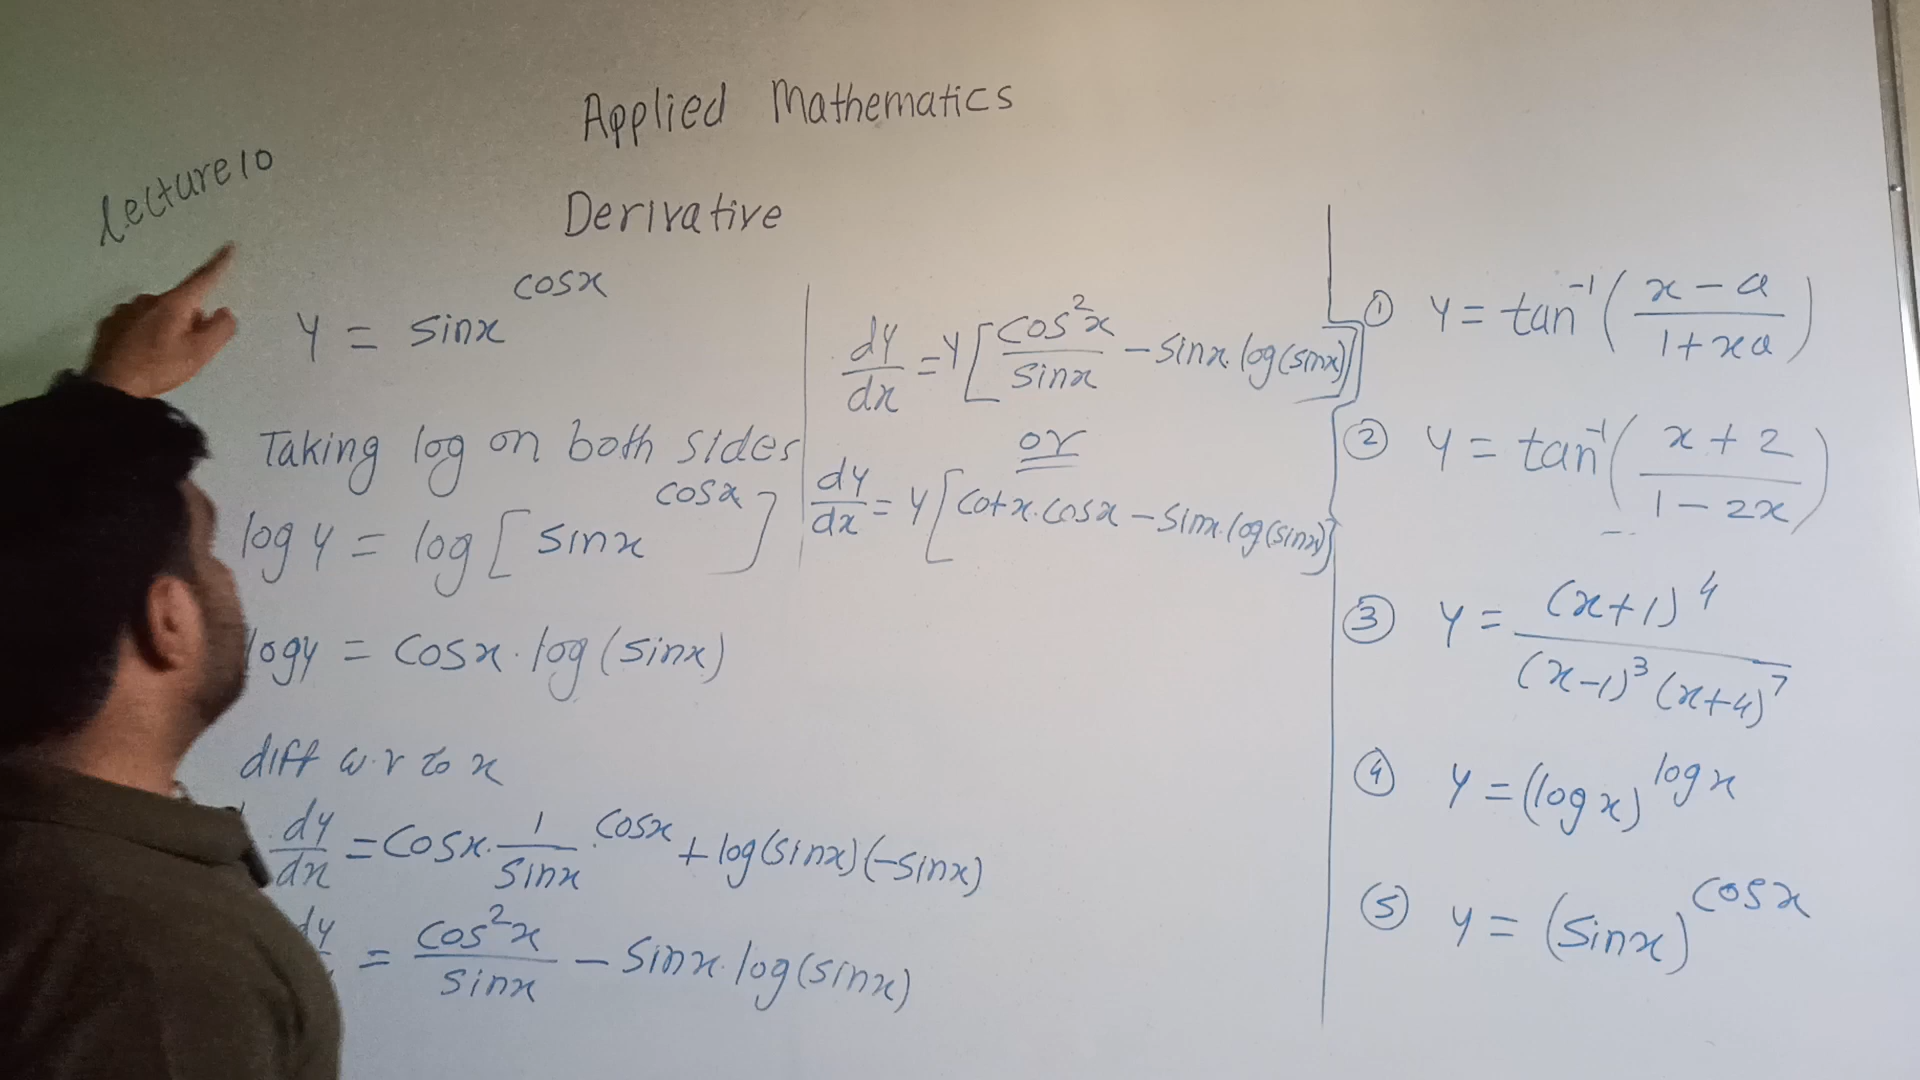 Applied Mathematics
Lecture 10
Derivative
y = sinx^cosx
Taking log on both sides
log y = log [ sinx^cosx ]
logy = cosx . log (sinx)
diff w.r to x
dy/dx = cosx . 1/sinx . cosx + log(sinx)(-sinx)
dy = cos²x/sinx - sinx . log(sinx)
dy/dx = y [ cos²x/sinx - sinx . log(sinx) ]
or
dy/dx = y [ cotx . cosx - sinx . log(sinx) ]
① y = tan⁻¹ ( x - a / 1 + xa )
② y = tan⁻¹ ( x + 2 / 1 - 2x )
③ y = (x+1)⁴ / (x-1)³ (x+4)⁷
④ y = (logx)^logx
⑤ y = (sinx)^cosx